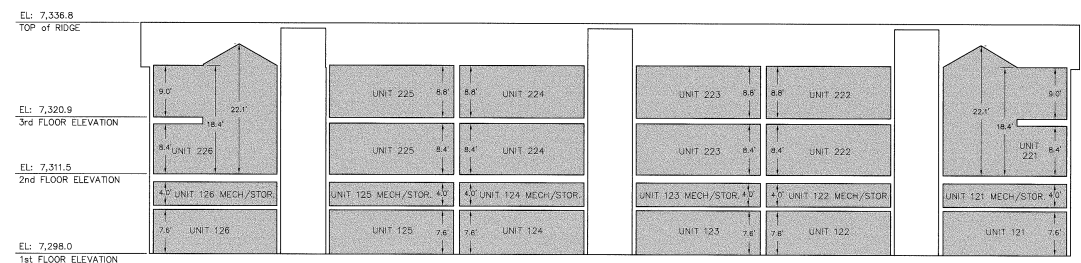 EL: 7,336.8
TOP of RIDGE
9.0'
22.1'
18.4'
8.8'
UNIT 225
8.8'
UNIT 224
8.8'
UNIT 223
8.8'
UNIT 222
22.1'
18.4'
9.0'
EL: 7,320.9
3rd FLOOR ELEVATION
8.4'
UNIT 226
UNIT 225
8.4'
8.4'
UNIT 224
UNIT 223
8.4'
8.4'
UNIT 222
UNIT
221
8.4'
EL: 7,311.5
2nd FLOOR ELEVATION
4.0'
UNIT 126 MECH/STOR.
UNIT 125 MECH/STOR.
4.0'
4.0'
UNIT 124 MECH/STOR.
UNIT 123 MECH/STOR.
4.0'
4.0'
UNIT 122 MECH/STOR.
UNIT 121 MECH/STOR.
4.0'
7.6'
UNIT 126
UNIT 125
7.6'
7.6'
UNIT 124
UNIT 123
7.6'
7.6'
UNIT 122
UNIT 121
7.6'
EL: 7,298.0
1st FLOOR ELEVATION